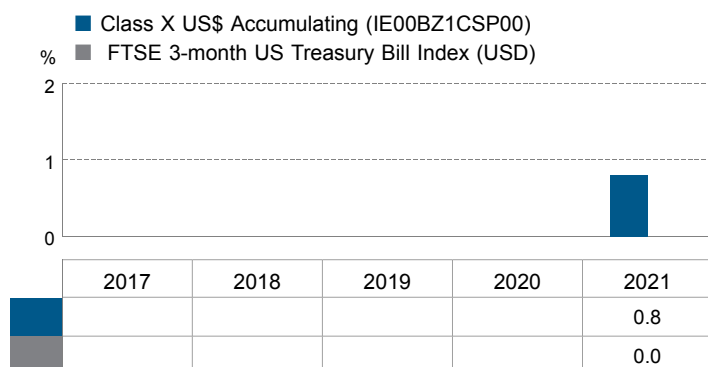 Class X US$ Accumulating (IE00BZ1CSP00)
% FTSE 3-month US Treasury Bill Index (USD)
2
1
0
2017 2018 2019 2020 2021
0.8
0.0